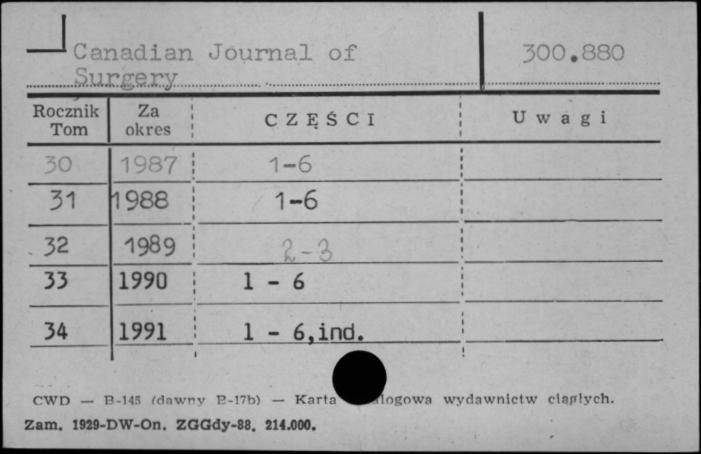 Canadian Journal of 300.880
Surgery
Rocznik Tom Za okres CZĘŚCI Uwagi
30 1987 1-6
31 1988 1-6
32 1989 2-3
33 1990 1 - 6
34 1991 1 - 6,ind.
CWD — B-145 (dawny B-17b) — Karta logowa wydawnictw ciągłych.
Zam. 1929-DW-On. ZGGdy-88. 214.000.